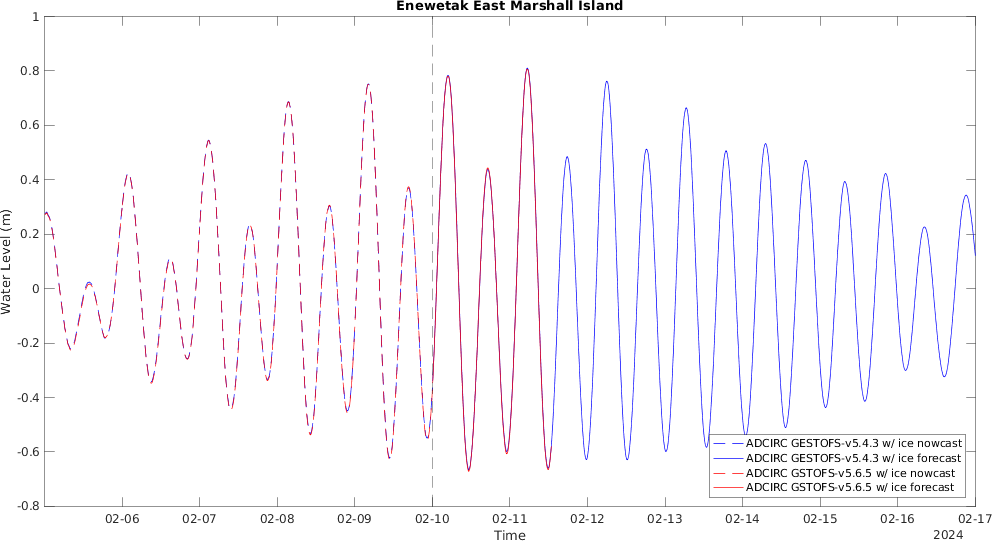 Enewetak East Marshall Island
1
0.8
0.6
0.4
0.2
0
-0.2
-0.4
-0.6
-0.8
Water Level (m)
ADCIRC GESTOFS-v5.4.3 w/ ice nowcast
ADCIRC GESTOFS-v5.4.3 w/ ice forecast
ADCIRC GSTOFS-v5.6.5 w/ ice nowcast
ADCIRC GSTOFS-v5.6.5 w/ ice forecast
02-06 02-07 02-08 02-09 02-10 02-11 02-12 02-13 02-14 02-15 02-16 02-17
Time
2024